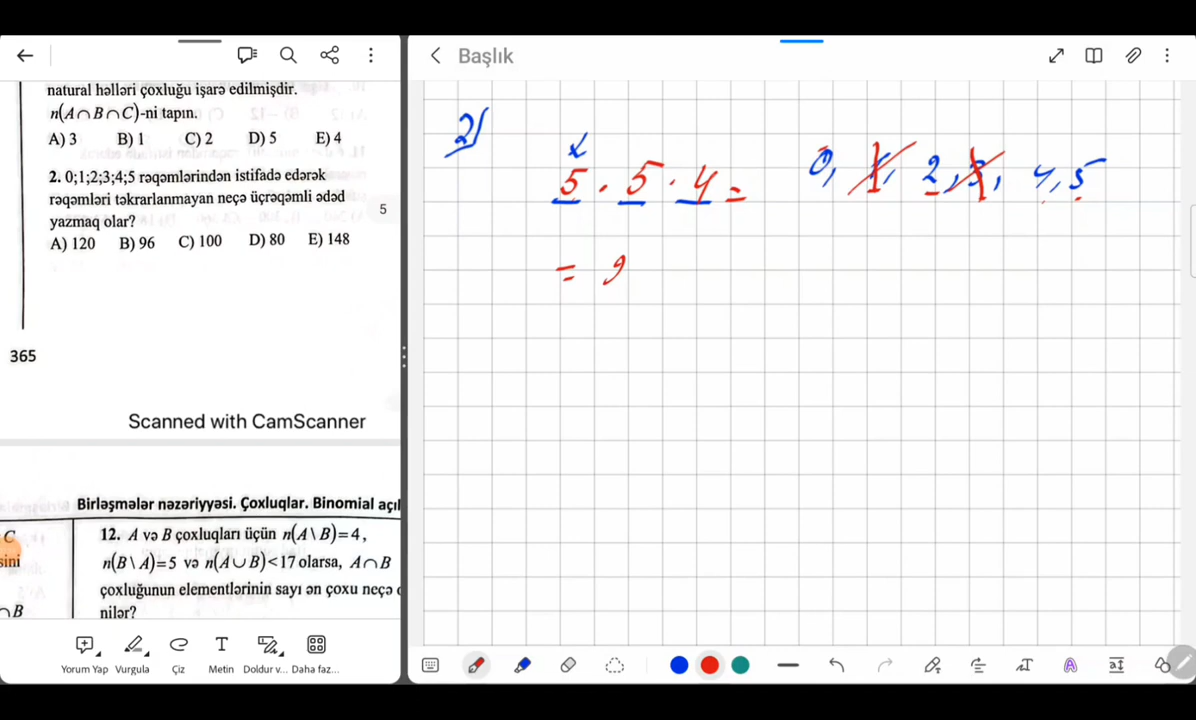 Başlık
natural həlləri çoxluğu işarə edilmişdir.
n(A∩B∩C)-ni tapın.
A) 3 B) 1 C) 2 D) 5 E) 4
2. 0;1;2;3;4;5 rəqəmlərindən istifadə edərək
rəqəmləri təkrarlanmayan neçə üçrəqəmli ədəd
yazmaq olar?
A) 120 B) 96 C) 100 D) 80 E) 148
5
365
Scanned with CamScanner
Birləşmələr nəzəriyyəsi. Çoxluqlar. Binomial açıl
C
sini
∩B
12. A və B çoxluqları üçün n(A\B)=4,
n(B\A)=5 və n(A∪B)<17 olarsa, A∩B
çoxluğunun elementlərinin sayı ən çoxu neçə
nilər?
Yorum Yap Vurgula Çiz Metin Doldur v... Daha faz...
2)
5 · 5 · 4 =
0, 1, 2, 3, 4, 5
=